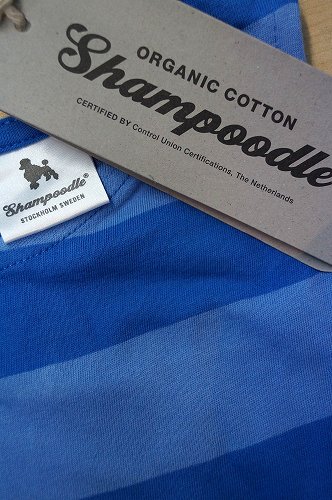 ORGANIC COTTON
Shampoodle
CERTIFIED BY Control Union Certifications, The Netherlands
Shampoodle®
STOCKHOLM SWEDEN